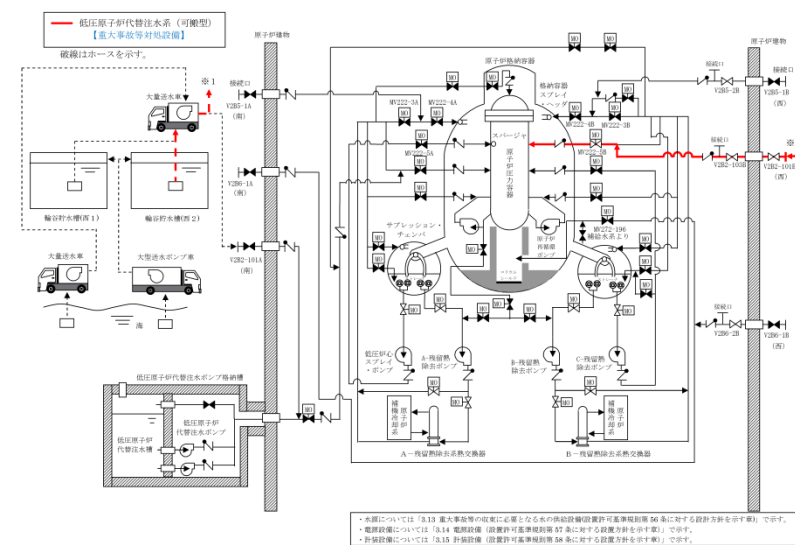 低圧原子炉代替注水系（可搬型）
【重大事故等対処設備】
破線はホースを示す。
原子炉建物
原子炉建物
※1
大量送水車
接続口
V2B5-1A
(南)
V2B6-1A
(南)
V2B2-101A
(南)
輪谷貯水槽(西1)
輪谷貯水槽(西2)
大量送水車
大型送水ポンプ車
海
原子炉格納容器
格納容器
スプレイ
・ヘッダ
MV222-3A
MV222-4A
MV222-4B
MV222-3B
MV222-5A
MV222-5B
スパージャ
原子炉圧力容器
サプレッション・
チェンバ
原子炉
再循環
ポンプ
MV272-196
補給水系より
接続口
V2B5-2B
接続口
V2B5-1B
(西)
接続口
V2B2-103B
V2B2-101B
(西)
※
接続口
V2B6-2B
V2B6-1B
(西)
低圧炉心
スプレイ・
ポンプ
A-残留熱
除去ポンプ
B-残留熱
除去ポンプ
C-残留熱
除去ポンプ
原子炉
補機冷却系
原子炉
補機冷却系
A－残留熱除去系熱交換器
B－残留熱除去系熱交換器
低圧原子炉代替注水ポンプ格納槽
低圧原子炉
代替注水槽
低圧原子炉
代替注水ポンプ
MO
・水源については「3.13 重大事故等の収束に必要となる水の供給設備(設置許可基準規則第56条に対する設計方針を示す章)」で示す。
・電源設備については「3.14 電源設備（設置許可基準規則第57条に対する設置方針を示す章)」で示す。
・計装設備については「3.15 計装設備（設置許可基準規則第58条に対する設置方針を示す章)」で示す。